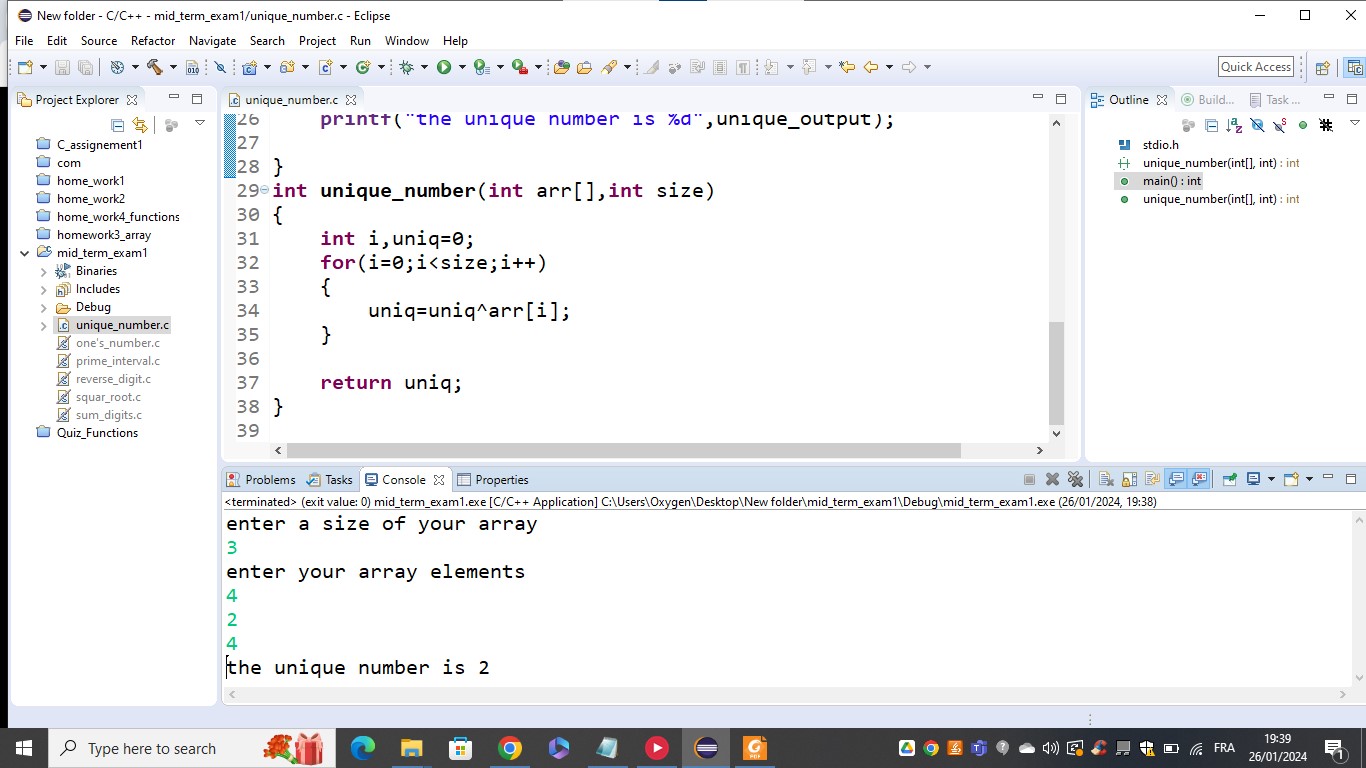 New folder - C/C++ - mid_term_exam1/unique_number.c - Eclipse
File Edit Source Refactor Navigate Search Project Run Window Help
Quick Access
Project Explorer
C_assignement1
com
home_work1
home_work2
home_work4_functions
homework3_array
mid_term_exam1
Binaries
Includes
Debug
unique_number.c
one's_number.c
prime_interval.c
reverse_digit.c
squar_root.c
sum_digits.c
Quiz_Functions
unique_number.c
26 printf("the unique number is %d",unique_output);
27
28 }
29 int unique_number(int arr[],int size)
30 {
31 int i,uniq=0;
32 for(i=0;i<size;i++)
33 {
34 uniq=uniq^arr[i];
35 }
36
37 return uniq;
38 }
39
Outline Build... Task ...
stdio.h
unique_number(int[], int) : int
main() : int
unique_number(int[], int) : int
Problems Tasks Console Properties
<terminated> (exit value: 0) mid_term_exam1.exe [C/C++ Application] C:\Users\Oxygen\Desktop\New folder\mid_term_exam1\Debug\mid_term_exam1.exe (26/01/2024, 19:38)
enter a size of your array
3
enter your array elements
4
2
4
the unique number is 2
Type here to search
FRA
19:39
26/01/2024
1